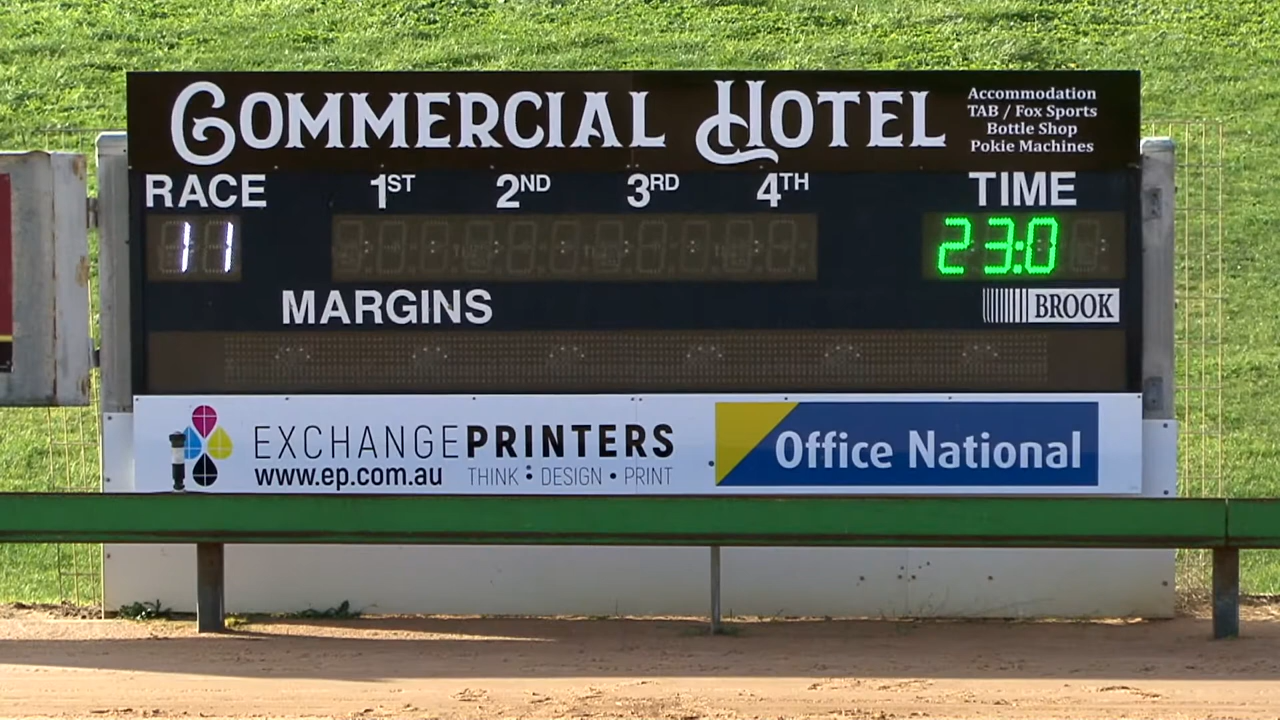 COMMERCIAL HOTEL
Accommodation
TAB / Fox Sports
Bottle Shop
Pokie Machines
RACE 1ST 2ND 3RD 4TH TIME
11 23:0
MARGINS BROOK
EXCHANGEPRINTERS
www.ep.com.au THINK : DESIGN • PRINT
Office National